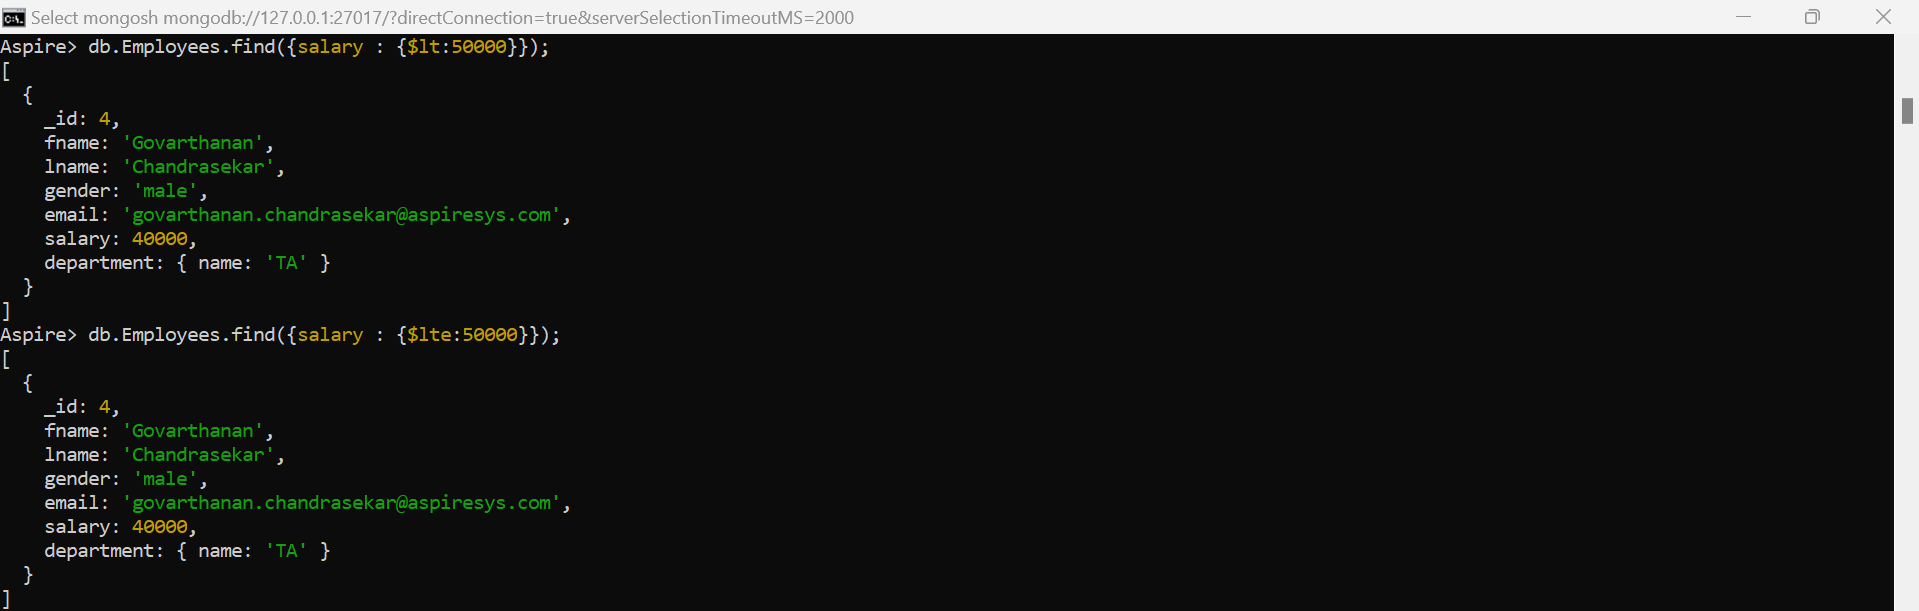 Select mongosh mongodb://127.0.0.1:27017/?directConnection=true&serverSelectionTimeoutMS=2000
Aspire> db.Employees.find({salary : {$lt:50000}});
[
  {
    _id: 4,
    fname: 'Govarthanan',
    lname: 'Chandrasekar',
    gender: 'male',
    email: 'govarthanan.chandrasekar@aspiresys.com',
    salary: 40000,
    department: { name: 'TA' }
  }
]
Aspire> db.Employees.find({salary : {$lte:50000}});
[
  {
    _id: 4,
    fname: 'Govarthanan',
    lname: 'Chandrasekar',
    gender: 'male',
    email: 'govarthanan.chandrasekar@aspiresys.com',
    salary: 40000,
    department: { name: 'TA' }
  }
]